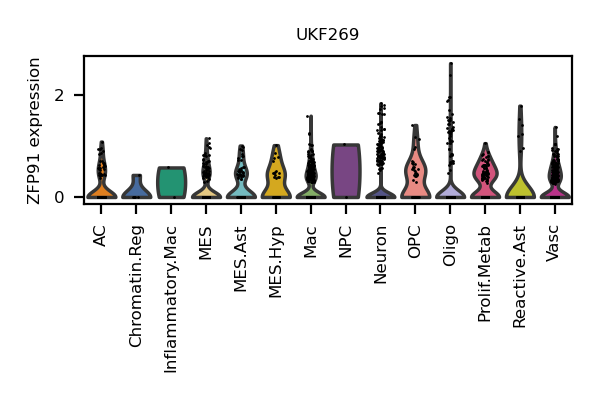 UKF269
ZFP91 expression
2
0
AC
Chromatin.Reg
Inflammatory.Mac
MES
MES.Ast
MES.Hyp
Mac
NPC
Neuron
OPC
Oligo
Prolif.Metab
Reactive.Ast
Vasc